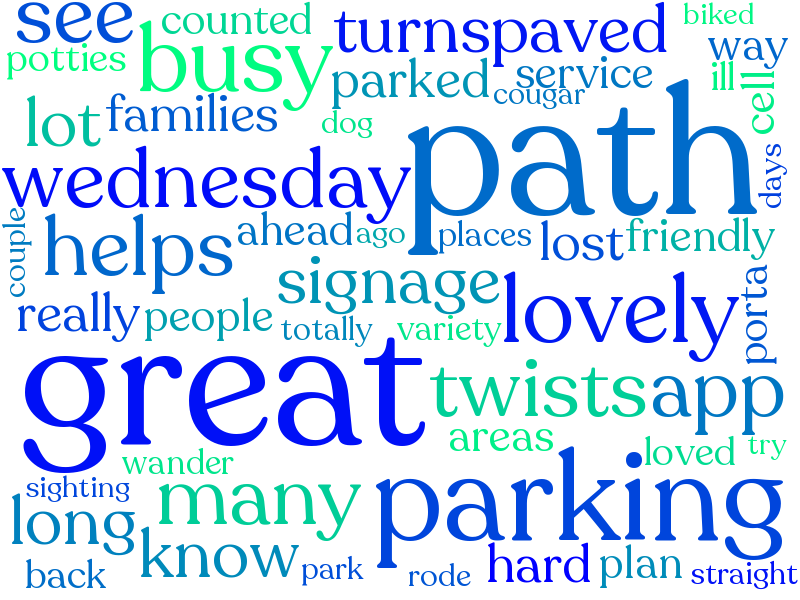 see
counted
busy
turns
paved
biked
way
potties
parked
service
cougar
ill
cell
lot
families
dog
path
wednesday
days
couple
helps
ahead
ago
places
lost
friendly
signage
really
people
totally
variety
lovely
porta
great
twists
app
areas
loved
try
wander
sighting
many
parking
long
know
back
park
rode
hard
plan
straight